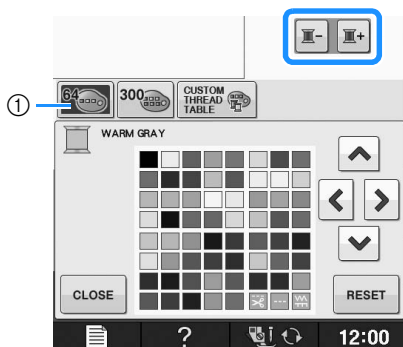 ①
64
300
CUSTOM
THREAD
TABLE
WARM GRAY
CLOSE
RESET
?
12:00